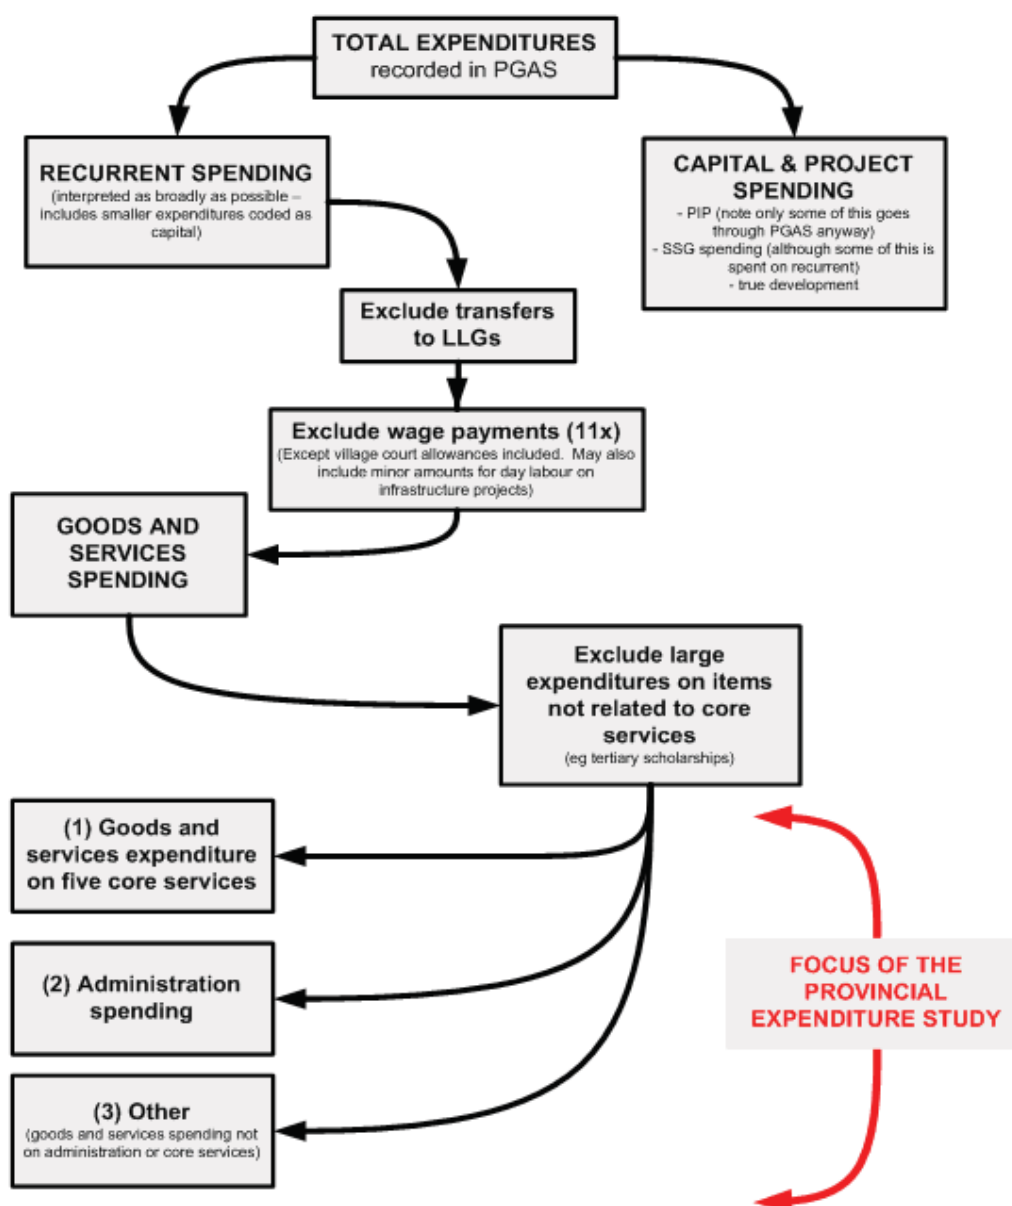 TOTAL EXPENDITURES
recorded in PGAS
RECURRENT SPENDING
(interpreted as broadly as possible –
includes smaller expenditures coded as
capital)
CAPITAL & PROJECT
SPENDING
- PIP (note only some of this goes
through PGAS anyway)
- SSG spending (although some of this is
spent on recurrent)
- true development
Exclude transfers
to LLGs
Exclude wage payments (11x)
(Except village court allowances included.  May also
include minor amounts for day labour on
infrastructure projects)
GOODS AND
SERVICES
SPENDING
Exclude large
expenditures on items
not related to core
services
(eg tertiary scholarships)
(1) Goods and
services expenditure
on five core services
(2) Administration
spending
(3) Other
(goods and services spending not
on administration or core services)
FOCUS OF THE
PROVINCIAL
EXPENDITURE STUDY